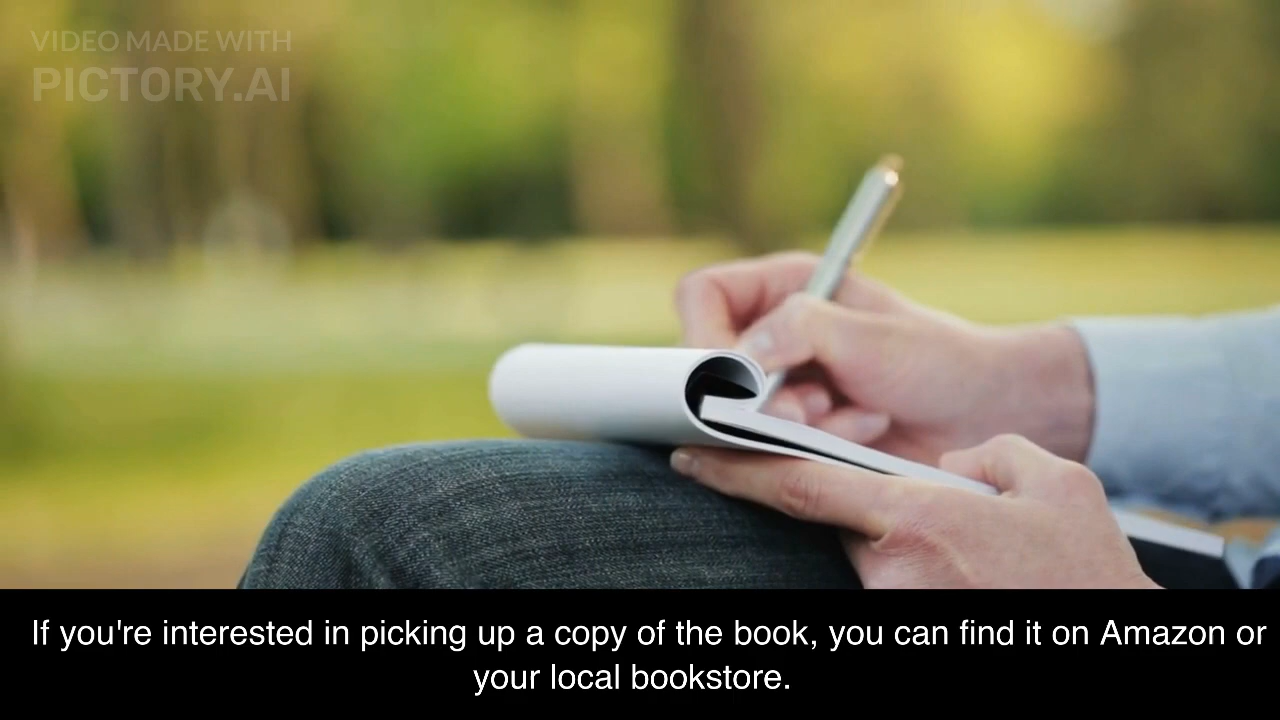 VIDEO MADE WITH
PICTORY.AI
If you're interested in picking up a copy of the book, you can find it on Amazon or
your local bookstore.